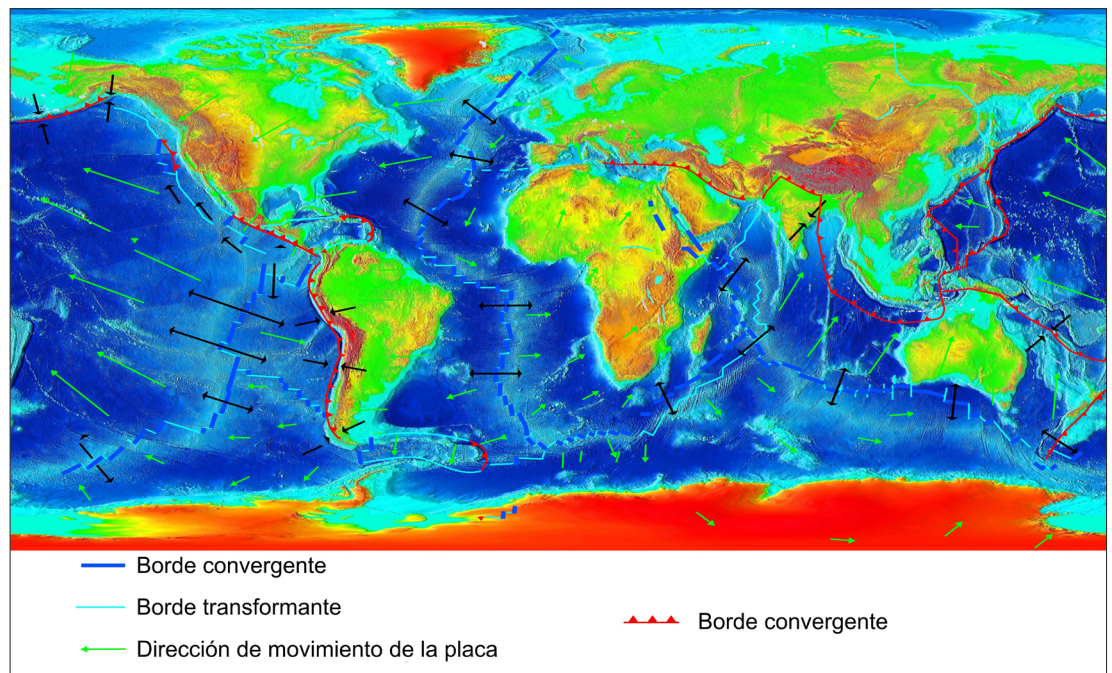 Borde convergente
Borde transformante
Dirección de movimiento de la placa
Borde convergente